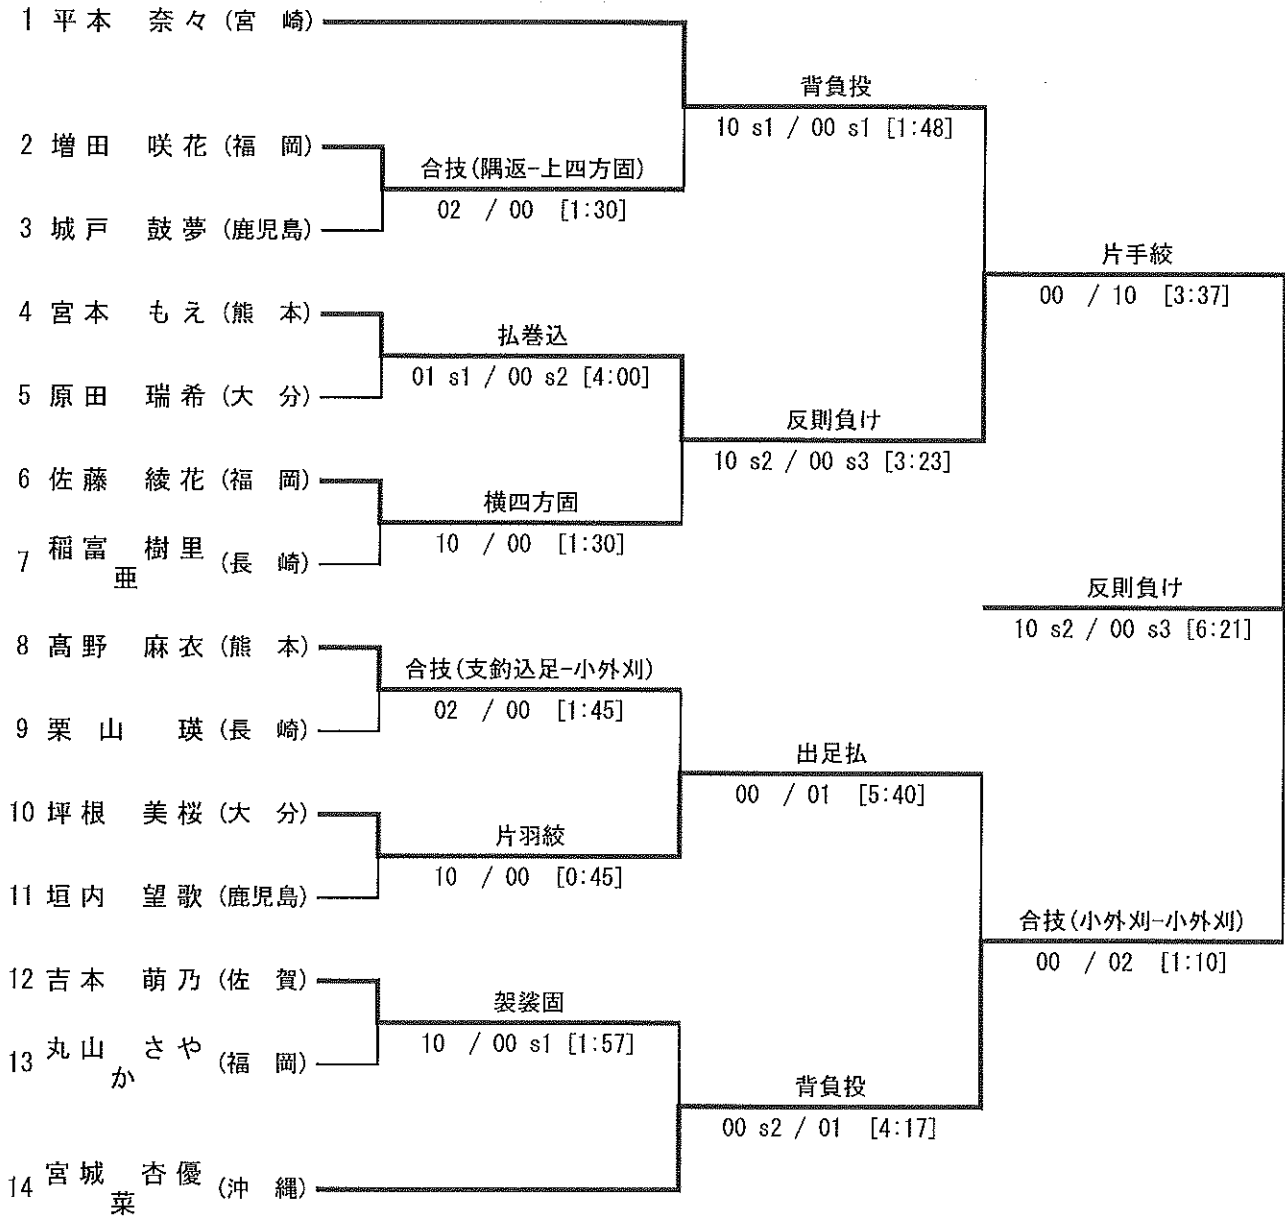 1 平本 奈々 (宮 崎)
背負投
10 s1 / 00 s1 [1:48]
2 増田 咲花 (福 岡)
合技(隅返-上四方固)
02 / 00 [1:30]
3 城戸 鼓夢 (鹿児島)
片手絞
00 / 10 [3:37]
4 宮本 もえ (熊 本)
払巻込
01 s1 / 00 s2 [4:00]
5 原田 瑞希 (大 分)
反則負け
10 s2 / 00 s3 [3:23]
6 佐藤 綾花 (福 岡)
横四方固
10 / 00 [1:30]
7 稲富 亜樹里 (長 崎)
反則負け
10 s2 / 00 s3 [6:21]
8 髙野 麻衣 (熊 本)
合技(支釣込足-小外刈)
02 / 00 [1:45]
9 栗山 瑛 (長 崎)
出足払
00 / 01 [5:40]
10 坪根 美桜 (大 分)
片羽絞
10 / 00 [0:45]
11 垣内 望歌 (鹿児島)
合技(小外刈-小外刈)
00 / 02 [1:10]
12 吉本 萌乃 (佐 賀)
袈裟固
10 / 00 s1 [1:57]
13 丸山 かさや (福 岡)
背負投
00 s2 / 01 [4:17]
14 宮城 菜杏優 (沖 縄)